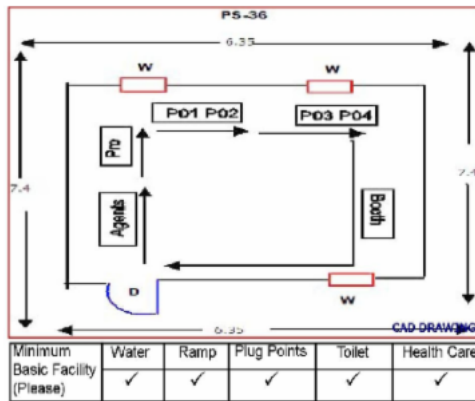 PS-36
6.35
W W
P01 P02 P03 P04
Pro
7.4 7.4
Agents Booth
D
W
6.35 CAD DRAWING
Minimum Basic Facility (Please) Water Ramp Plug Points Toilet Health Care
✓ ✓ ✓ ✓ ✓